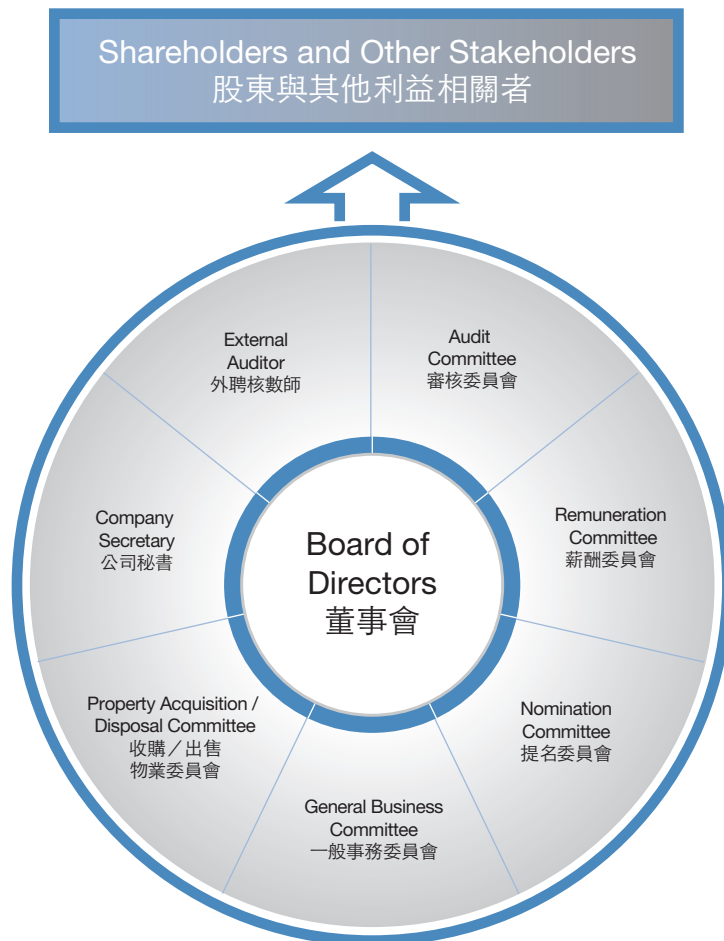 Shareholders and Other Stakeholders
股東與其他利益相關者
External
Auditor
外聘核數師
Audit
Committee
審核委員會
Company
Secretary
公司秘書
Board of
Directors
董事會
Remuneration
Committee
薪酬委員會
Property Acquisition /
Disposal Committee
收購／出售
物業委員會
Nomination
Committee
提名委員會
General Business
Committee
一般事務委員會